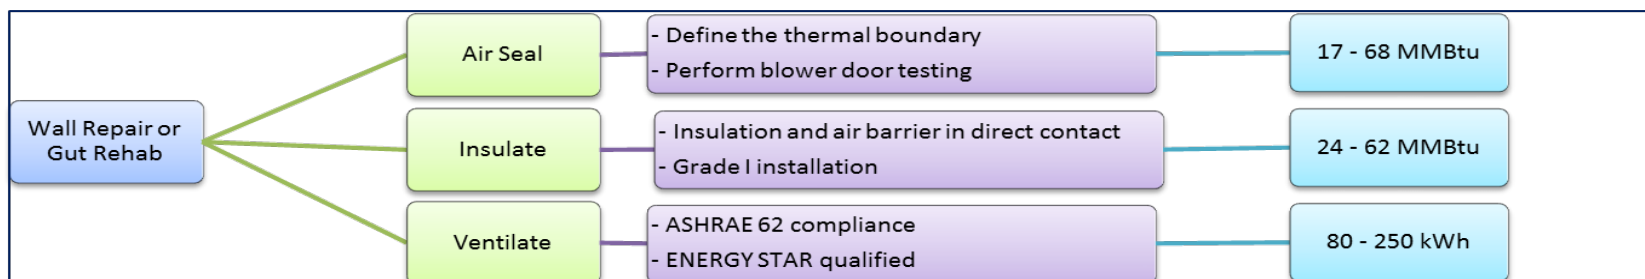 Wall Repair or
Gut Rehab
Air Seal
- Define the thermal boundary
- Perform blower door testing
17 - 68 MMBtu
Insulate
- Insulation and air barrier in direct contact
- Grade I installation
24 - 62 MMBtu
Ventilate
- ASHRAE 62 compliance
- ENERGY STAR qualified
80 - 250 kWh